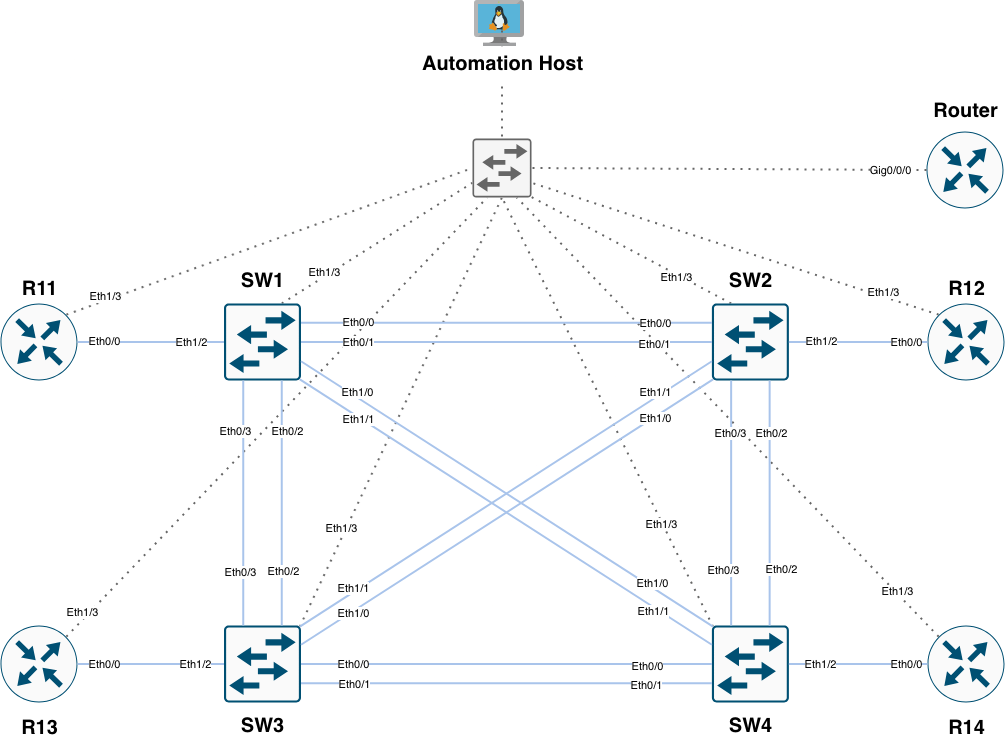 Automation Host
Router
Gig0/0/0
SW1
SW2
R11
R12
Eth1/3
Eth1/3
Eth1/3
Eth1/3
Eth0/0
Eth1/2
Eth0/0
Eth0/0
Eth0/1
Eth0/1
Eth1/2
Eth0/0
Eth1/0
Eth1/1
Eth1/1
Eth1/0
Eth0/3
Eth0/2
Eth0/3
Eth0/2
Eth1/3
Eth1/3
Eth0/3
Eth0/2
Eth0/3
Eth0/2
Eth1/1
Eth1/0
Eth1/0
Eth1/1
Eth1/3
Eth1/3
Eth0/0
Eth1/2
Eth0/0
Eth0/0
Eth0/1
Eth0/1
Eth1/2
Eth0/0
R13
SW3
SW4
R14